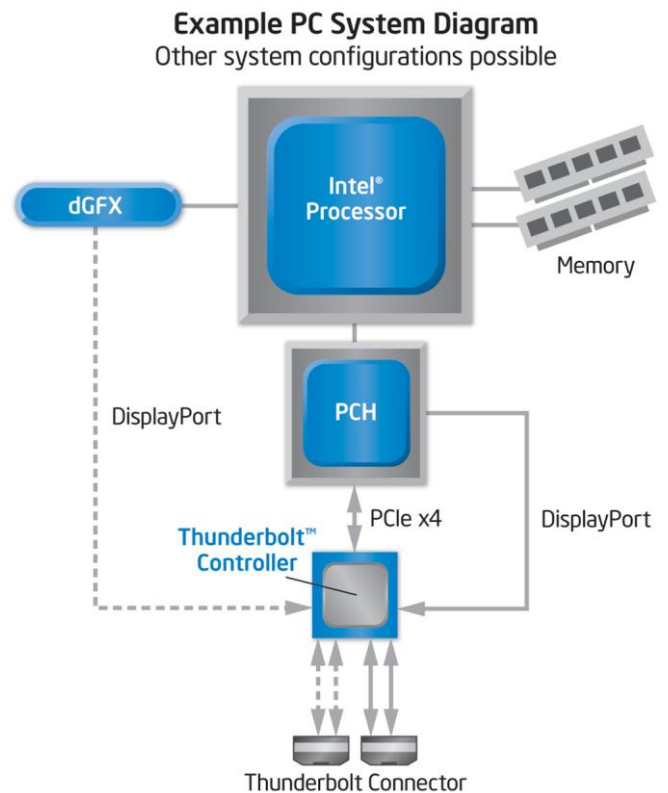 Example PC System Diagram
Other system configurations possible
Intel®
Processor
dGFX
Memory
DisplayPort
PCH
PCIe x4
DisplayPort
Thunderbolt™
Controller
Thunderbolt Connector